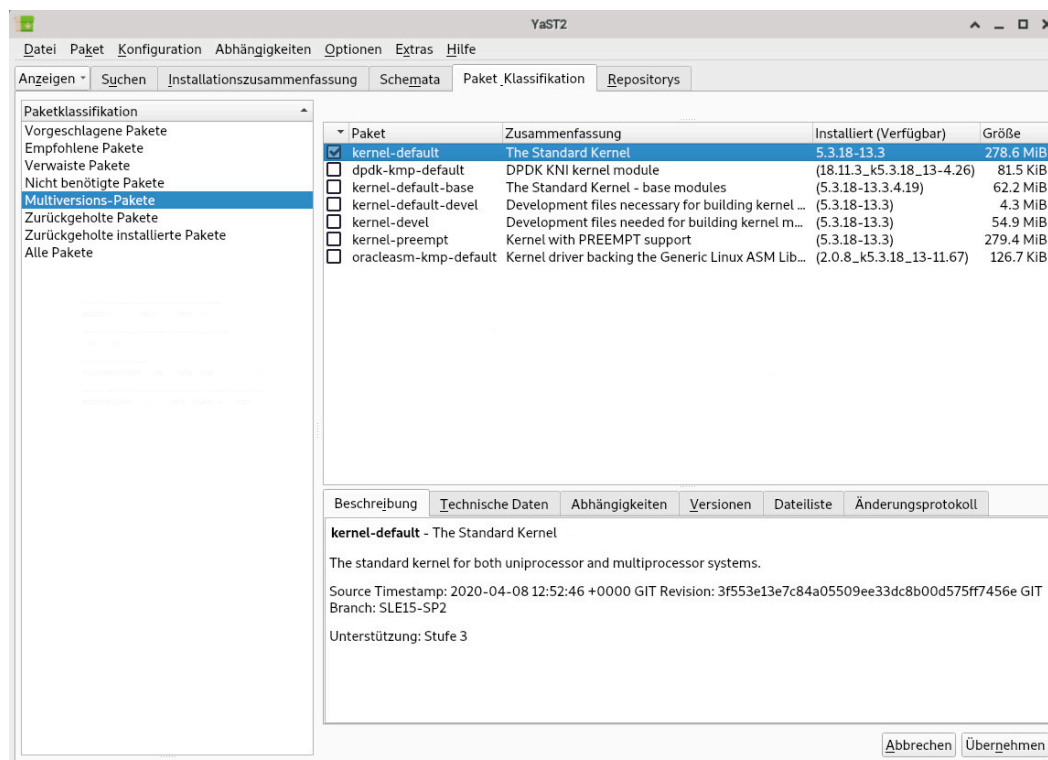 YaST2
Datei Paket Konfiguration Abhängigkeiten Optionen Extras Hilfe
Anzeigen Suchen Installationszusammenfassung Schemata Paket Klassifikation Repositorys
Paketklassifikation
Vorgeschlagene Pakete
Empfohlene Pakete
Verwaiste Pakete
Nicht benötigte Pakete
Multiversions-Pakete
Zurückgeholte Pakete
Zurückgeholte installierte Pakete
Alle Pakete
Paket Zusammenfassung Installiert (Verfügbar) Größe
kernel-default The Standard Kernel 5.3.18-13.3 278.6 MiB
dpdk-kmp-default DPDK KNI kernel module (18.11.3_k5.3.18_13-4.26) 81.5 KiB
kernel-default-base The Standard Kernel - base modules (5.3.18-13.3.4.19) 62.2 MiB
kernel-default-devel Development files necessary for building kernel ... (5.3.18-13.3) 4.3 MiB
kernel-devel Development files needed for building kernel m... (5.3.18-13.3) 54.9 MiB
kernel-preempt Kernel with PREEMPT support (5.3.18-13.3) 279.4 MiB
oracleasm-kmp-default Kernel driver backing the Generic Linux ASM Lib... (2.0.8_k5.3.18_13-11.67) 126.7 KiB
Beschreibung Technische Daten Abhängigkeiten Versionen Dateiliste Änderungsprotokoll
kernel-default - The Standard Kernel
The standard kernel for both uniprocessor and multiprocessor systems.
Source Timestamp: 2020-04-08 12:52:46 +0000 GIT Revision: 3f553e13e7c84a05509ee33dc8b00d575ff7456e GIT
Branch: SLE15-SP2
Unterstützung: Stufe 3
Abbrechen Übernehmen